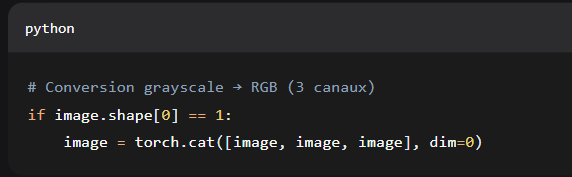 python
# Conversion grayscale → RGB (3 canaux)
if image.shape[0] == 1:
    image = torch.cat([image, image, image], dim=0)